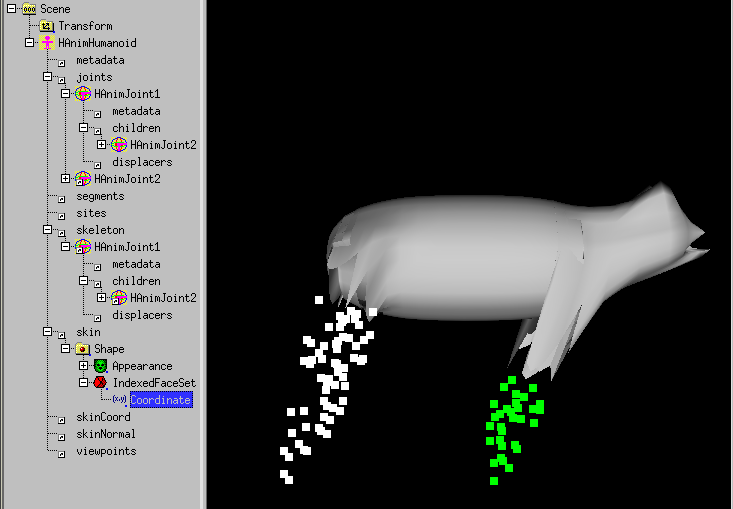 Scene
Transform
HAnimHumanoid
metadata
joints
HAnimJoint1
metadata
children
HAnimJoint2
displacers
HAnimJoint2
segments
sites
skeleton
HAnimJoint1
metadata
children
HAnimJoint2
displacers
skin
Shape
Appearance
IndexedFaceSet
Coordinate
skinCoord
skinNormal
viewpoints